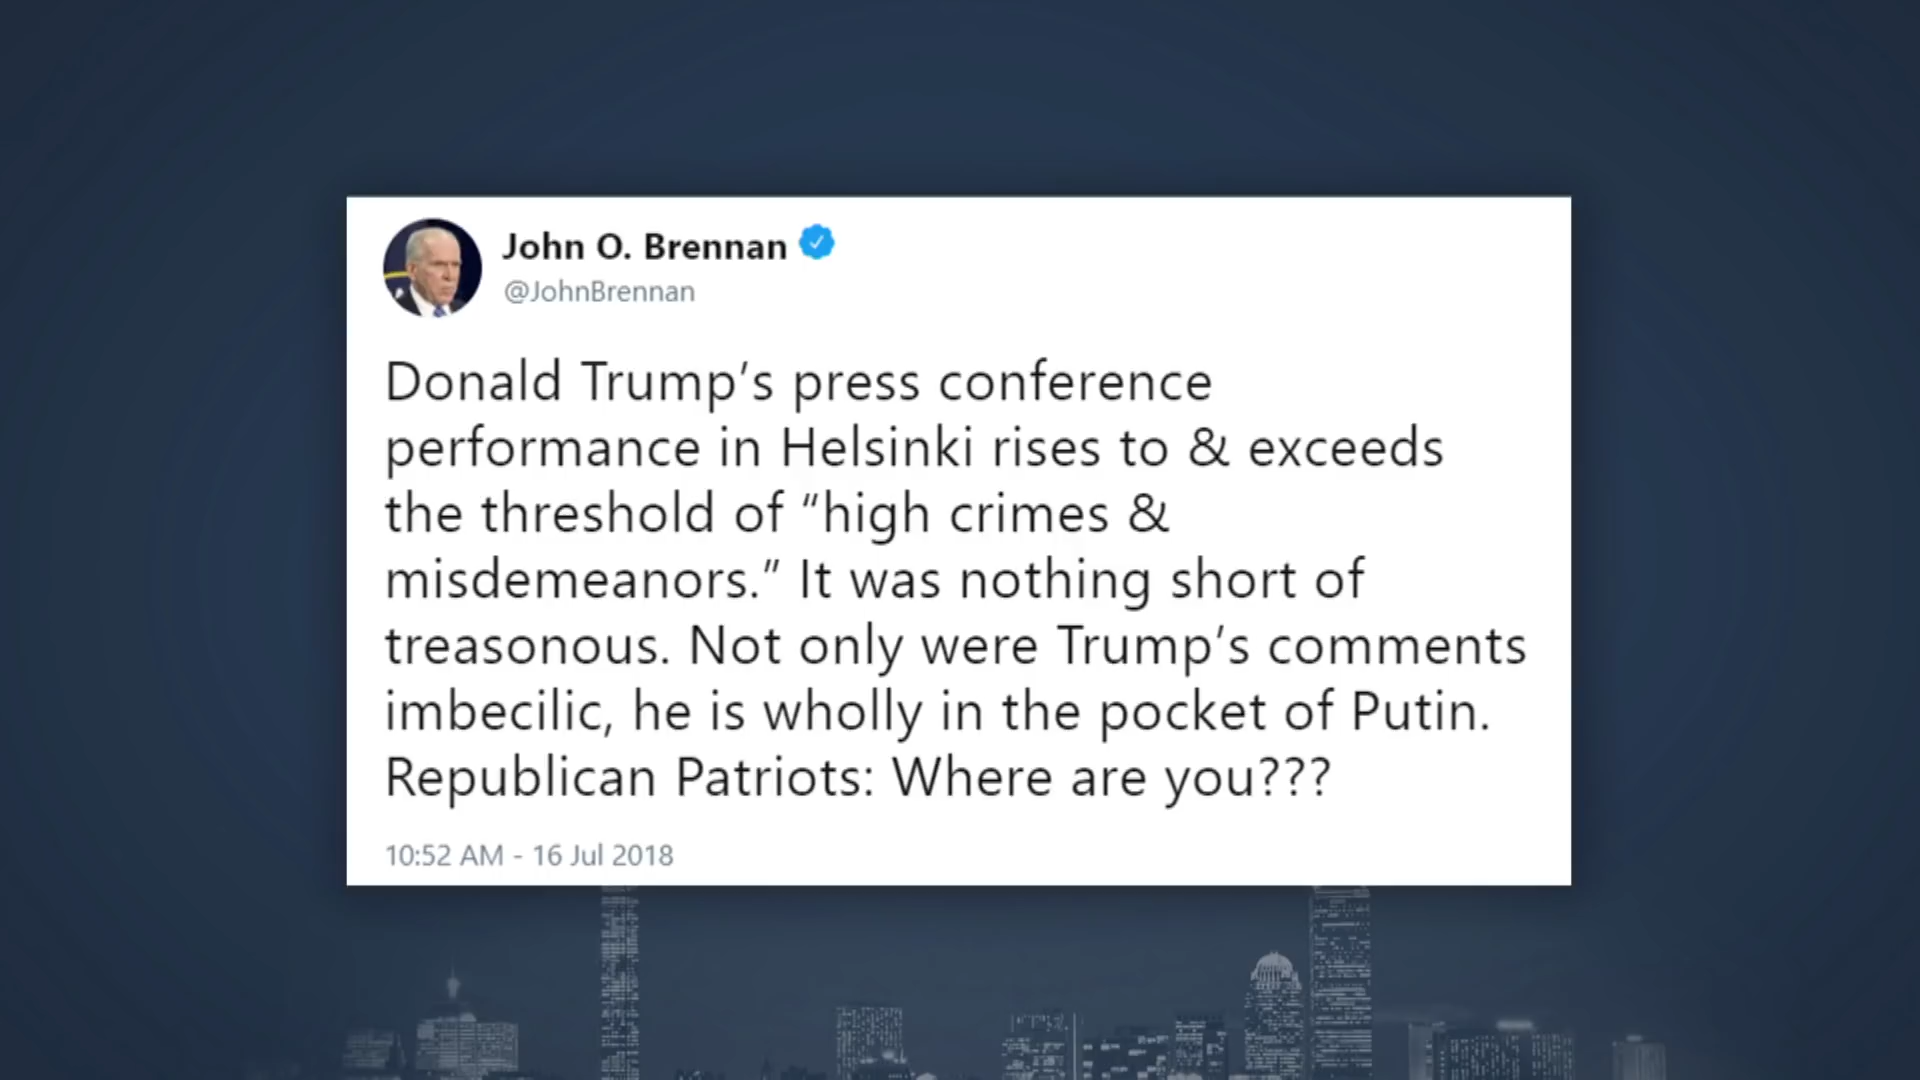 John O. Brennan
@JohnBrennan
Donald Trump’s press conference
performance in Helsinki rises to & exceeds
the threshold of “high crimes &
misdemeanors.” It was nothing short of
treasonous. Not only were Trump’s comments
imbecilic, he is wholly in the pocket of Putin.
Republican Patriots: Where are you???
10:52 AM - 16 Jul 2018